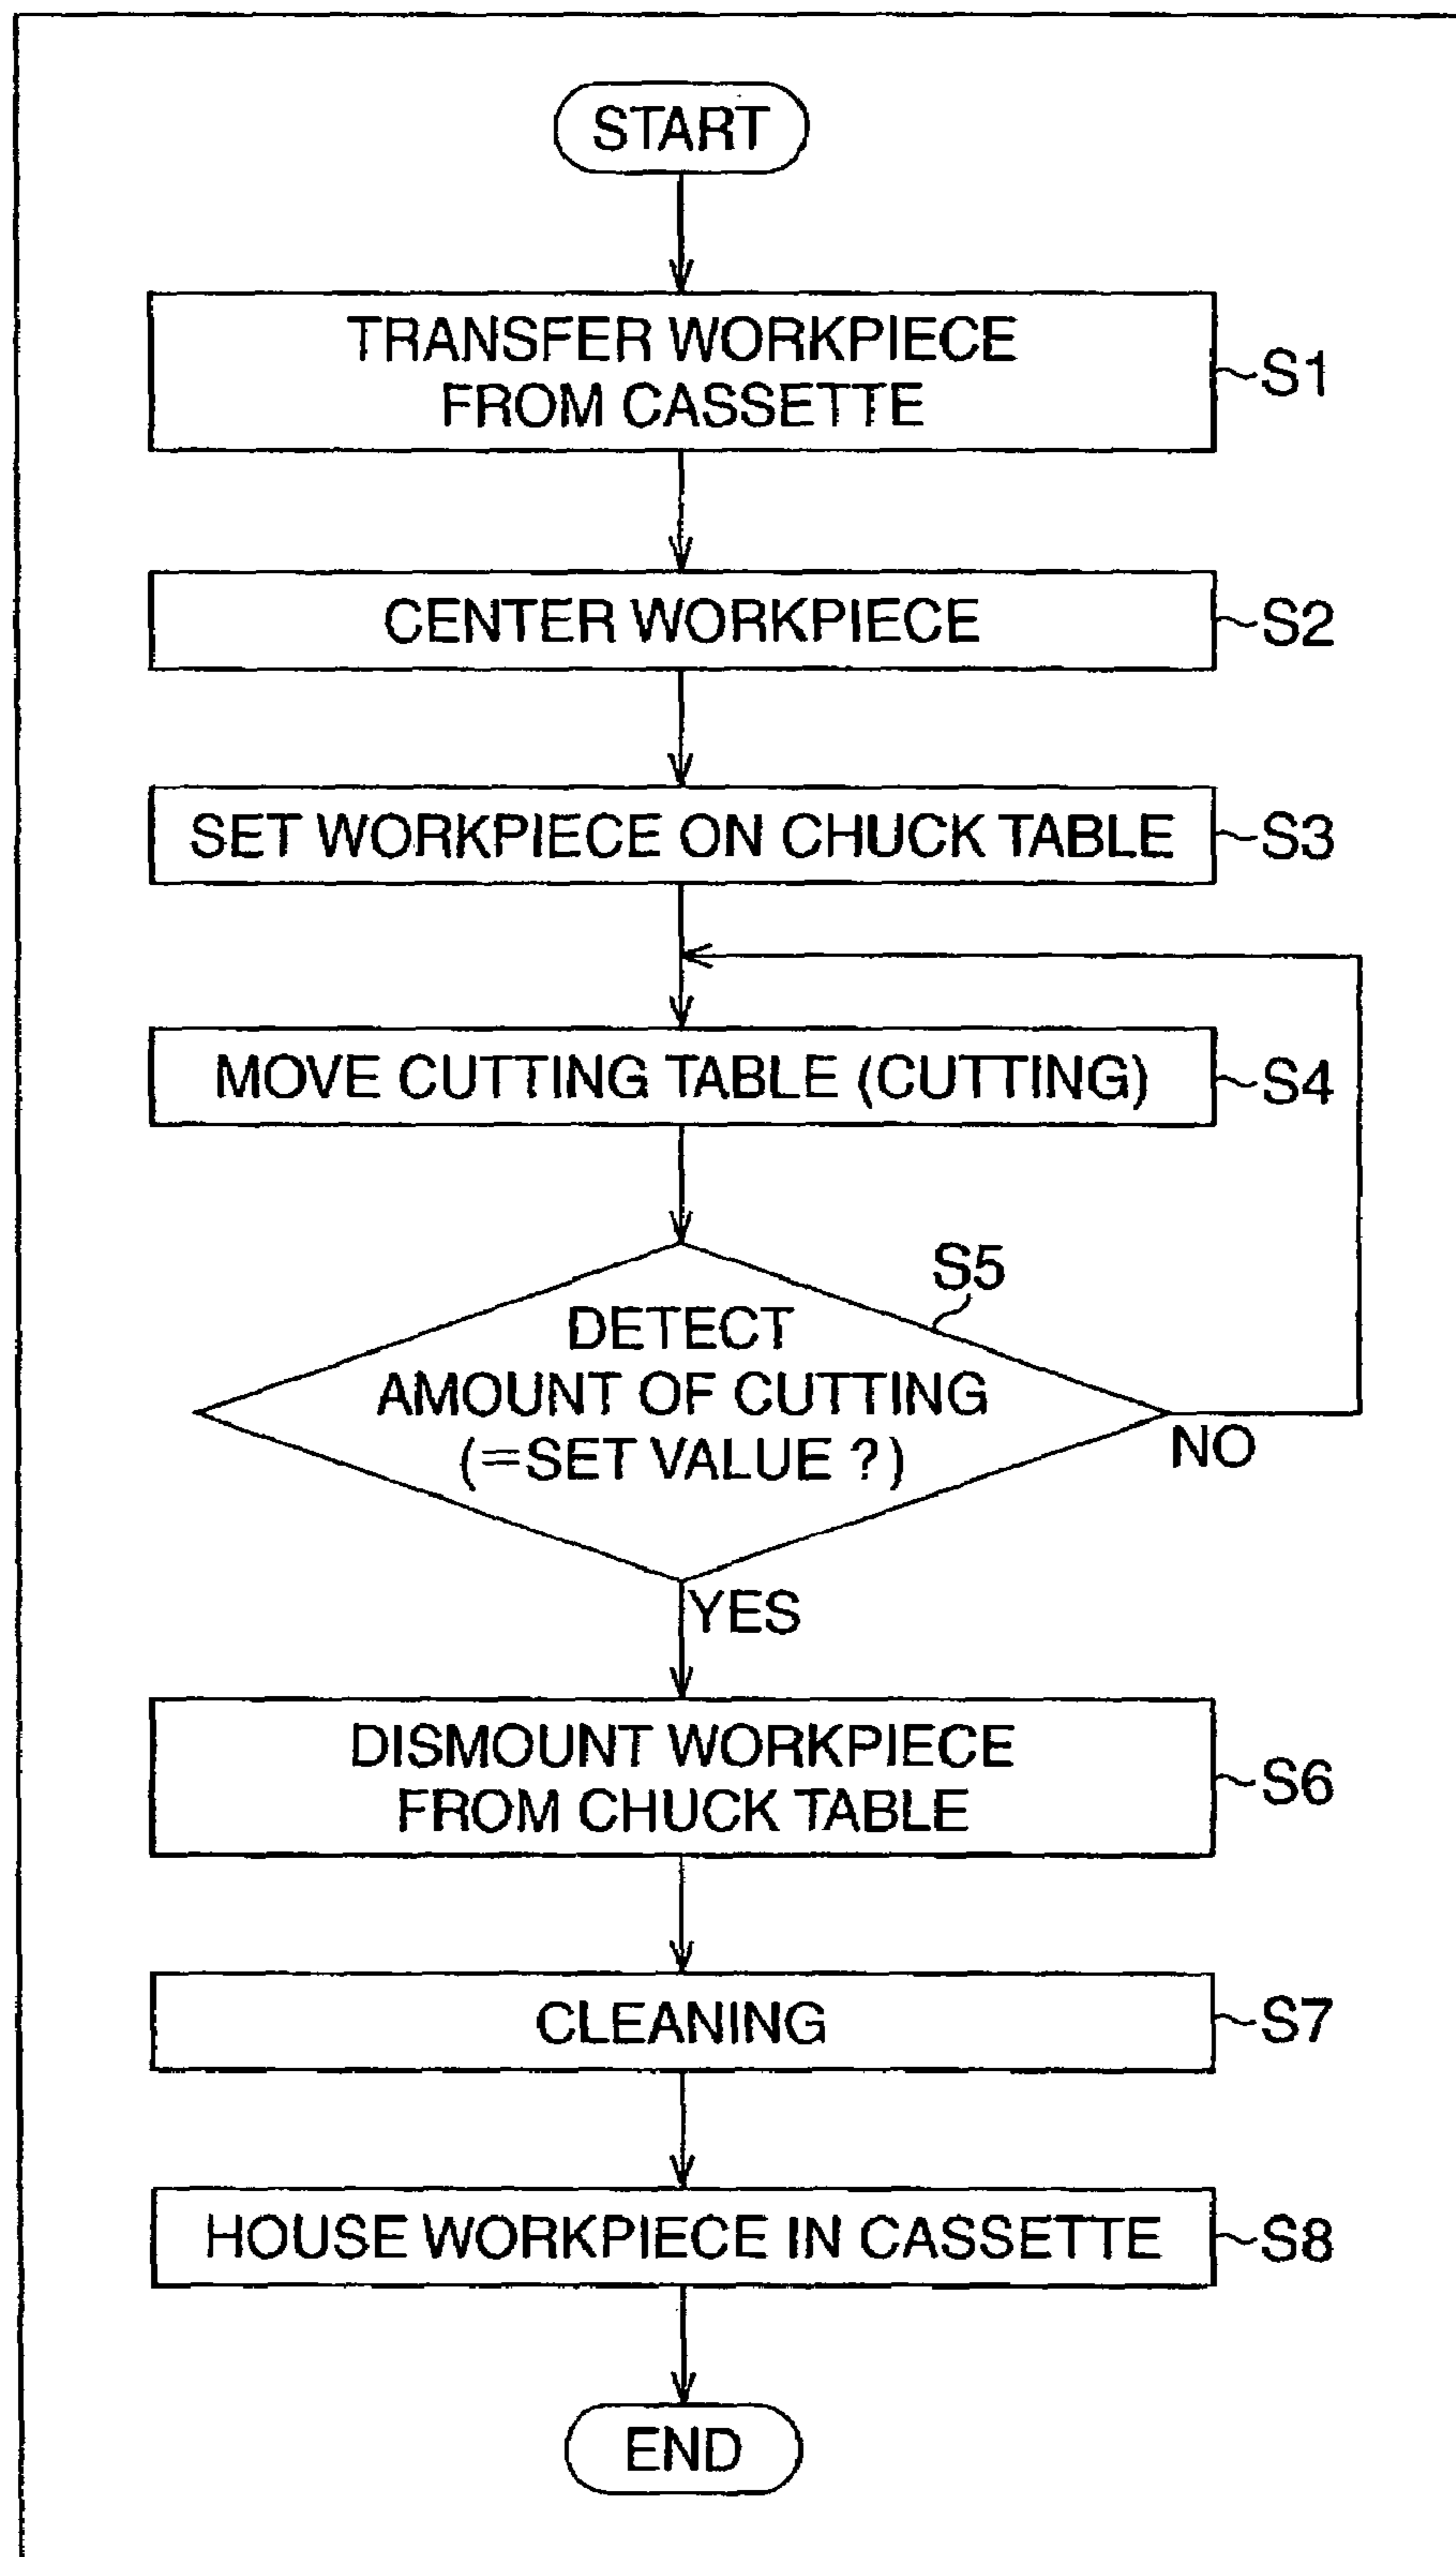 START
TRANSFER WORKPIECE
FROM CASSETTE
S1
CENTER WORKPIECE
S2
SET WORKPIECE ON CHUCK TABLE
S3
MOVE CUTTING TABLE (CUTTING)
S4
S5
DETECT
AMOUNT OF CUTTING
(=SET VALUE ?)
NO
YES
DISMOUNT WORKPIECE
FROM CHUCK TABLE
S6
CLEANING
S7
HOUSE WORKPIECE IN CASSETTE
S8
END